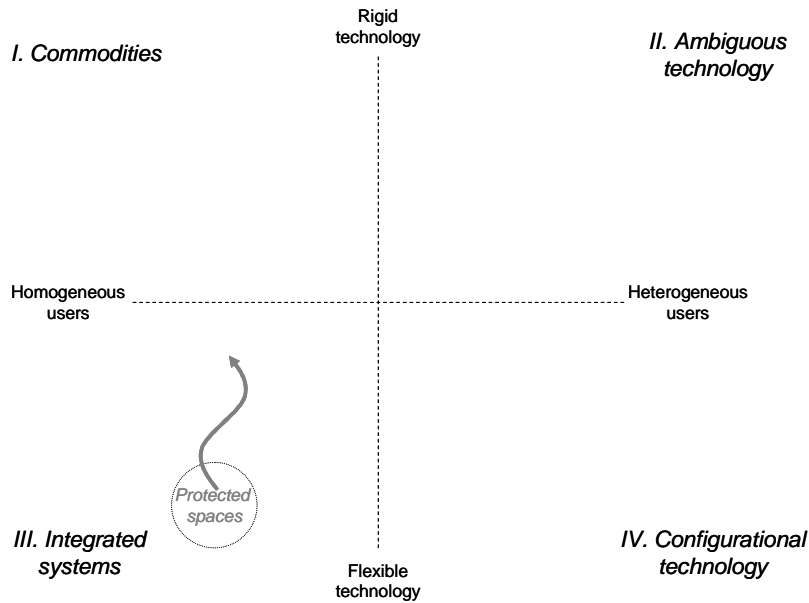 Rigid
technology
I. Commodities
II. Ambiguous
technology
Homogeneous
users
Heterogeneous
users
Protected
spaces
III. Integrated
systems
Flexible
technology
IV. Configurational
technology